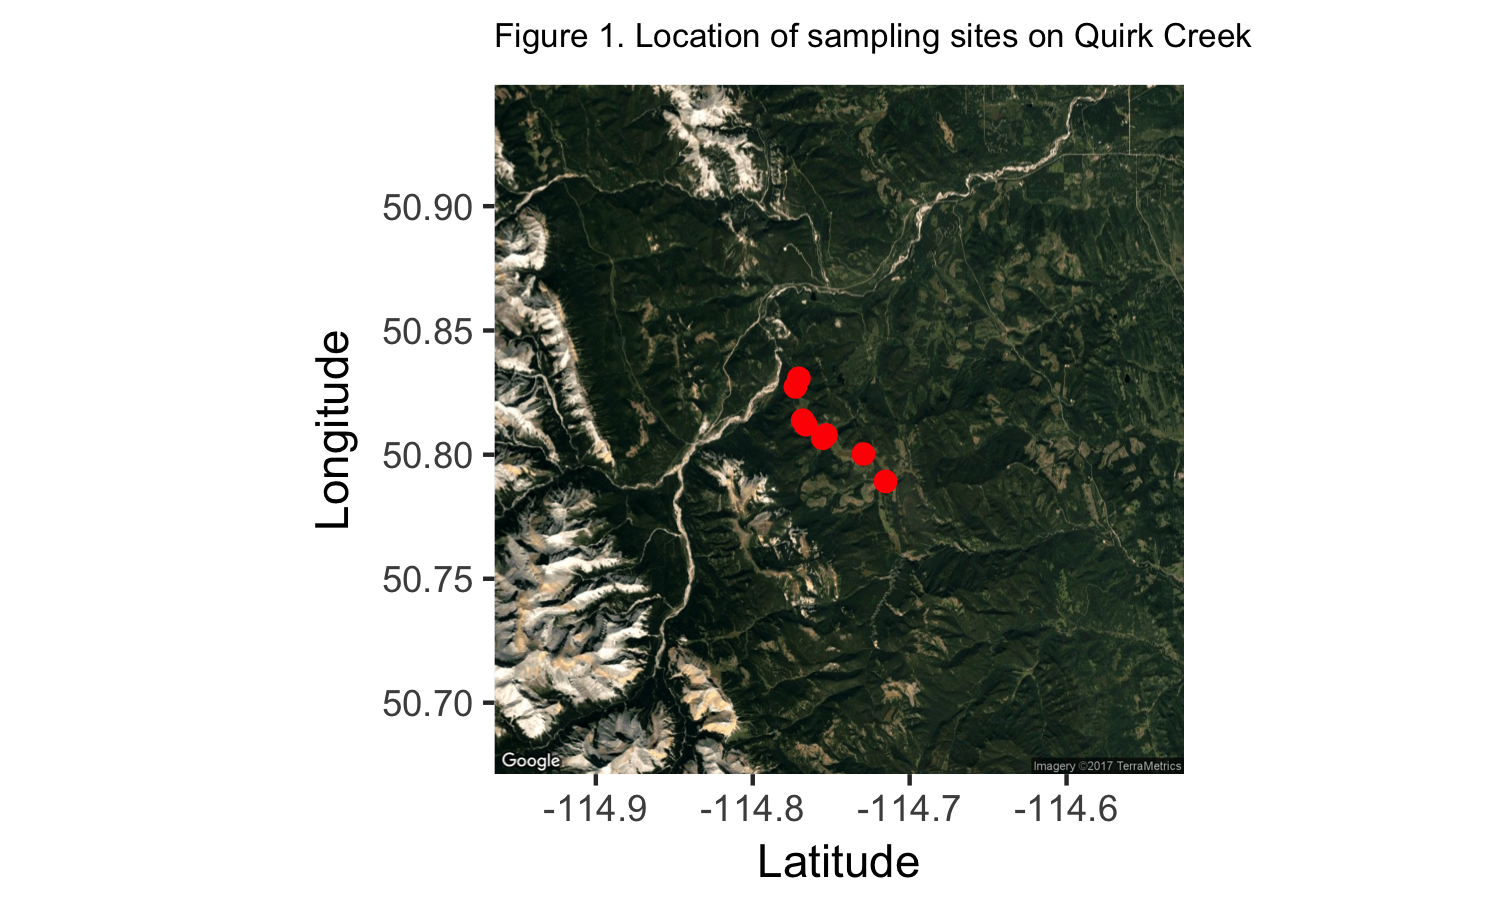 Figure 1. Location of sampling sites on Quirk Creek
50.90
50.85
50.80
50.75
50.70
Longitude
Google
Imagery ©2017 TerraMetrics
-114.9 -114.8 -114.7 -114.6
Latitude